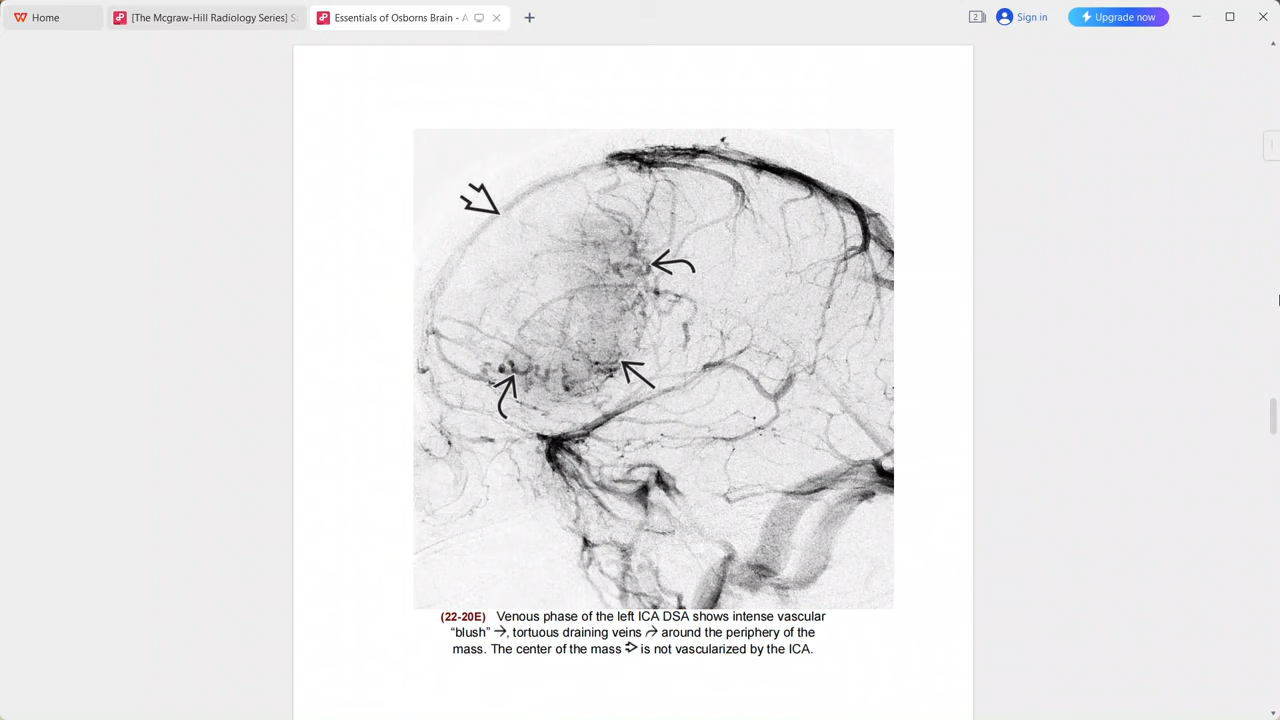 Home
[The Mcgraw-Hill Radiology Series] S
Essentials of Osborns Brain - A
2
Sign in
Upgrade now
(22-20E) Venous phase of the left ICA DSA shows intense vascular
“blush” →, tortuous draining veins around the periphery of the
mass. The center of the mass is not vascularized by the ICA.